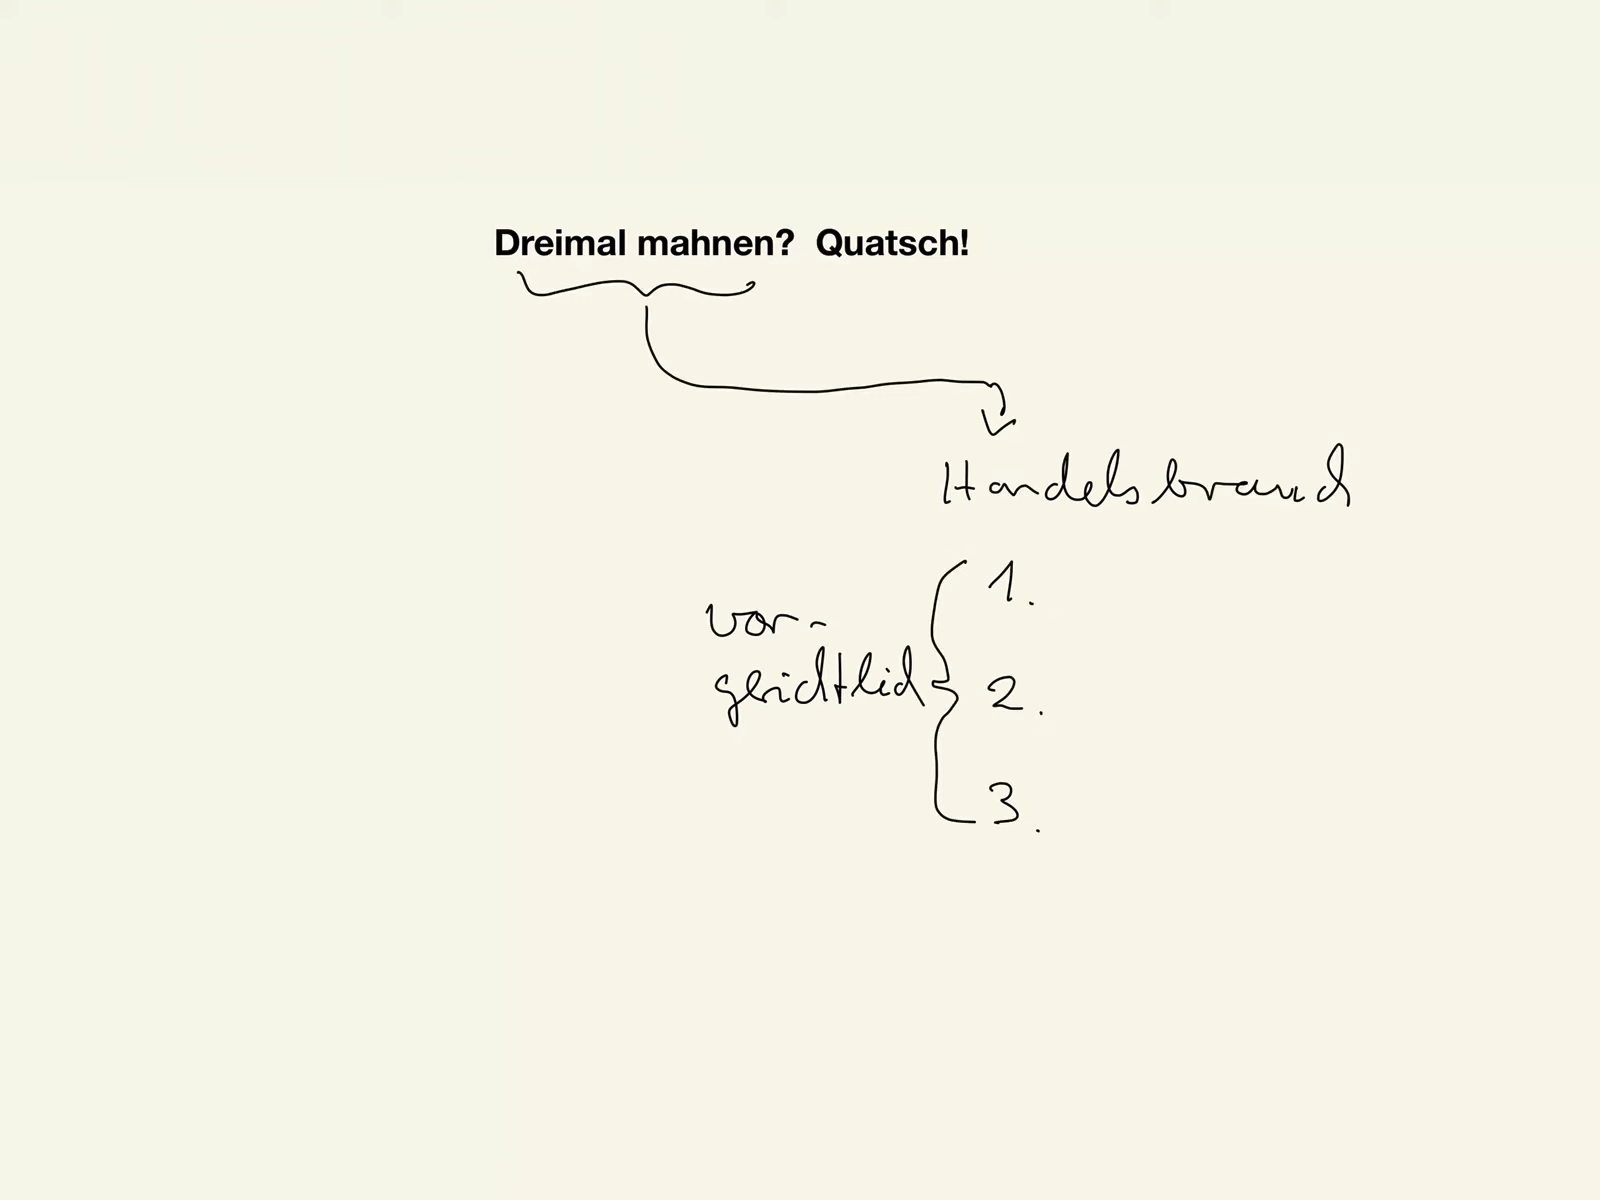 Dreimal mahnen? Quatsch!
Handelsbrauch
1.
vor-
gerichtlich
2.
3.